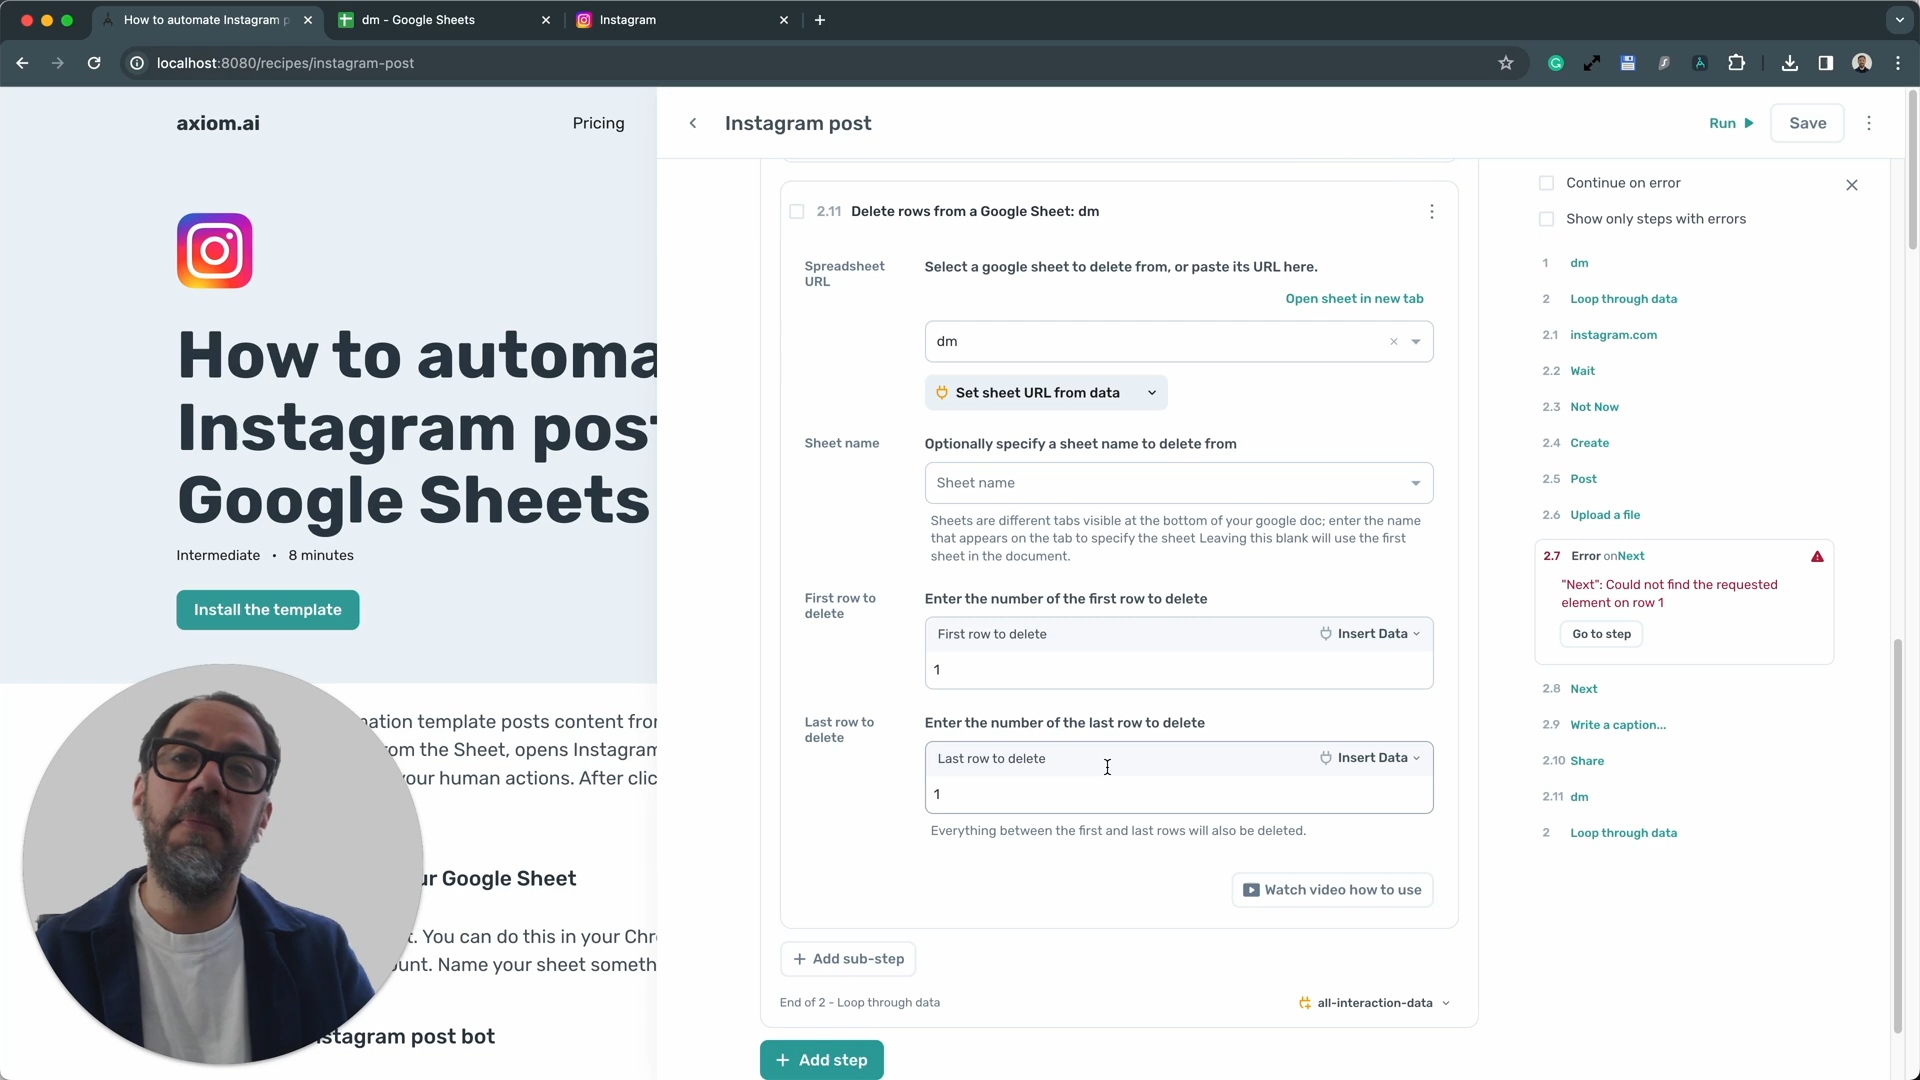 How to automate Instagram p
dm - Google Sheets
Instagram
localhost:8080/recipes/instagram-post
axiom.ai
Pricing
How to automa
Instagram post
Google Sheets
Intermediate • 8 minutes
Install the template
ation template posts content from
om the Sheet, opens Instagram
your human actions. After clic
ur Google Sheet
t. You can do this in your Chr
ount. Name your sheet someth
nstagram post bot
Instagram post
Run
Save
2.11 Delete rows from a Google Sheet: dm
Spreadsheet
URL
Select a google sheet to delete from, or paste its URL here.
Open sheet in new tab
dm
Set sheet URL from data
Sheet name
Optionally specify a sheet name to delete from
Sheet name
Sheets are different tabs visible at the bottom of your google doc; enter the name
that appears on the tab to specify the sheet Leaving this blank will use the first
sheet in the document.
First row to
delete
Enter the number of the first row to delete
First row to delete
Insert Data
1
Last row to
delete
Enter the number of the last row to delete
Last row to delete
Insert Data
1
Everything between the first and last rows will also be deleted.
Watch video how to use
+ Add sub-step
End of 2 - Loop through data
all-interaction-data
+ Add step
Continue on error
Show only steps with errors
1 dm
2 Loop through data
2.1 instagram.com
2.2 Wait
2.3 Not Now
2.4 Create
2.5 Post
2.6 Upload a file
2.7 Error onNext
"Next": Could not find the requested
element on row 1
Go to step
2.8 Next
2.9 Write a caption...
2.10 Share
2.11 dm
2 Loop through data